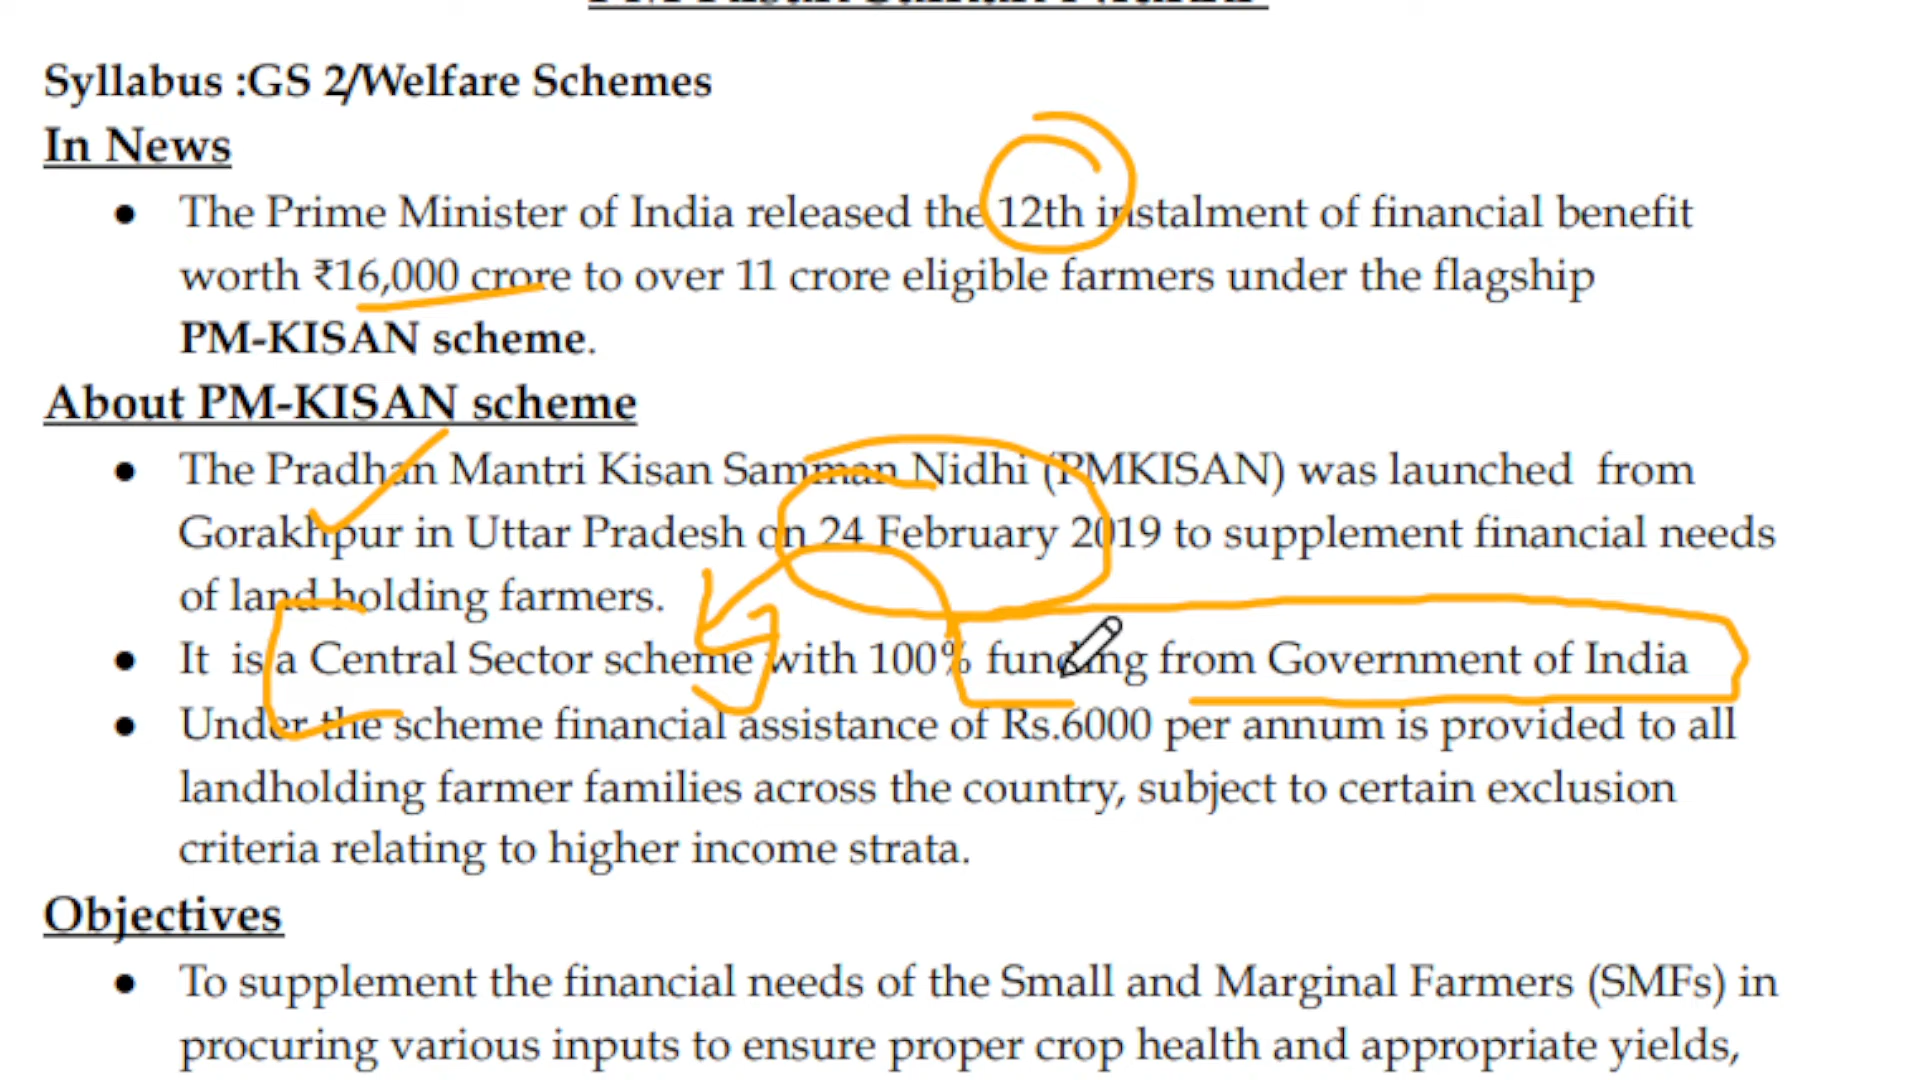 Syllabus :GS 2/Welfare Schemes
In News
● The Prime Minister of India released the 12th instalment of financial benefit
worth ₹16,000 crore to over 11 crore eligible farmers under the flagship
PM-KISAN scheme.
About PM-KISAN scheme
● The Pradhan Mantri Kisan Samman Nidhi (PMKISAN) was launched from
Gorakhpur in Uttar Pradesh on 24 February 2019 to supplement financial needs
of land holding farmers.
● It is a Central Sector scheme with 100% funding from Government of India
● Under the scheme financial assistance of Rs.6000 per annum is provided to all
landholding farmer families across the country, subject to certain exclusion
criteria relating to higher income strata.
Objectives
● To supplement the financial needs of the Small and Marginal Farmers (SMFs) in
procuring various inputs to ensure proper crop health and appropriate yields,